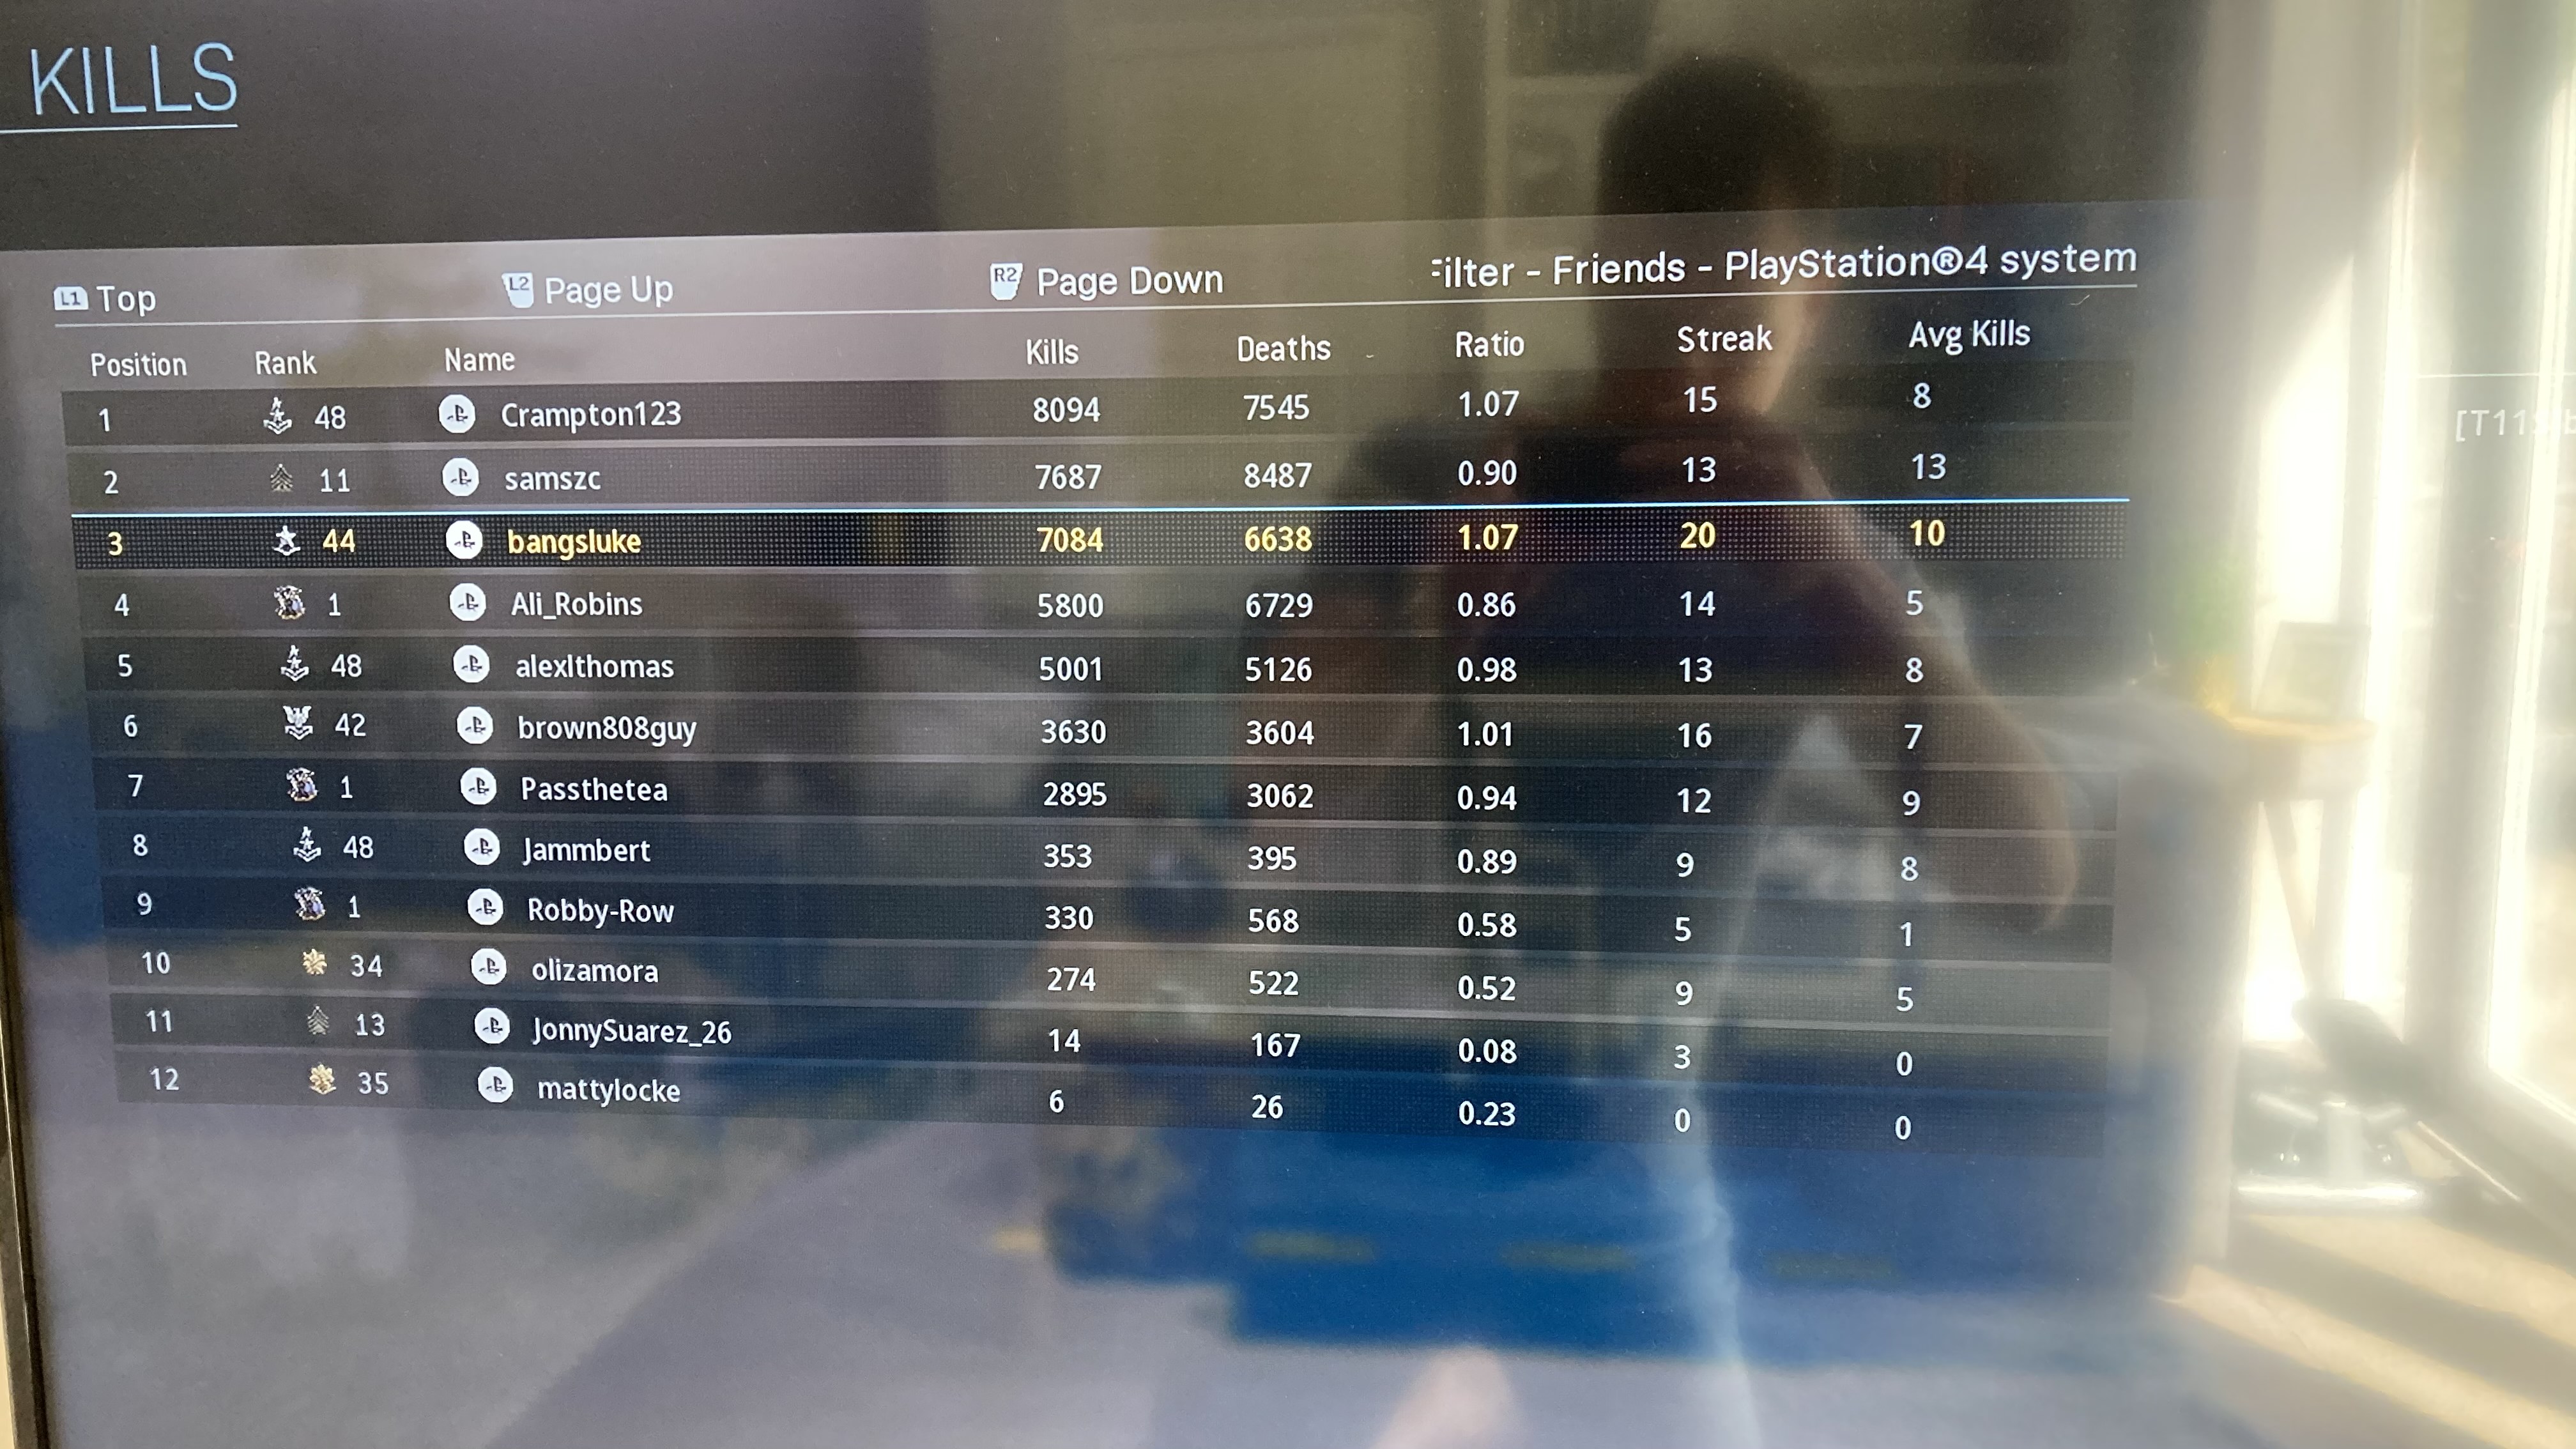 KILLS
L1 Top L2 Page Up R2 Page Down ilter - Friends - PlayStation®4 system
Position Rank Name Kills Deaths Ratio Streak Avg Kills
1 48 Crampton123 8094 7545 1.07 15 8
2 11 samszc 7687 8487 0.90 13 13
3 44 bangsluke 7084 6638 1.07 20 10
4 1 Ali_Robins 5800 6729 0.86 14 5
5 48 alexlthomas 5001 5126 0.98 13 8
6 42 brown808guy 3630 3604 1.01 16 7
7 1 Passthetea 2895 3062 0.94 12 9
8 48 Jammbert 353 395 0.89 9 8
9 1 Robby-Row 330 568 0.58 5 1
10 34 olizamora 274 522 0.52 9 5
11 13 JonnySuarez_26 14 167 0.08 3 0
12 35 mattylocke 6 26 0.23 0 0